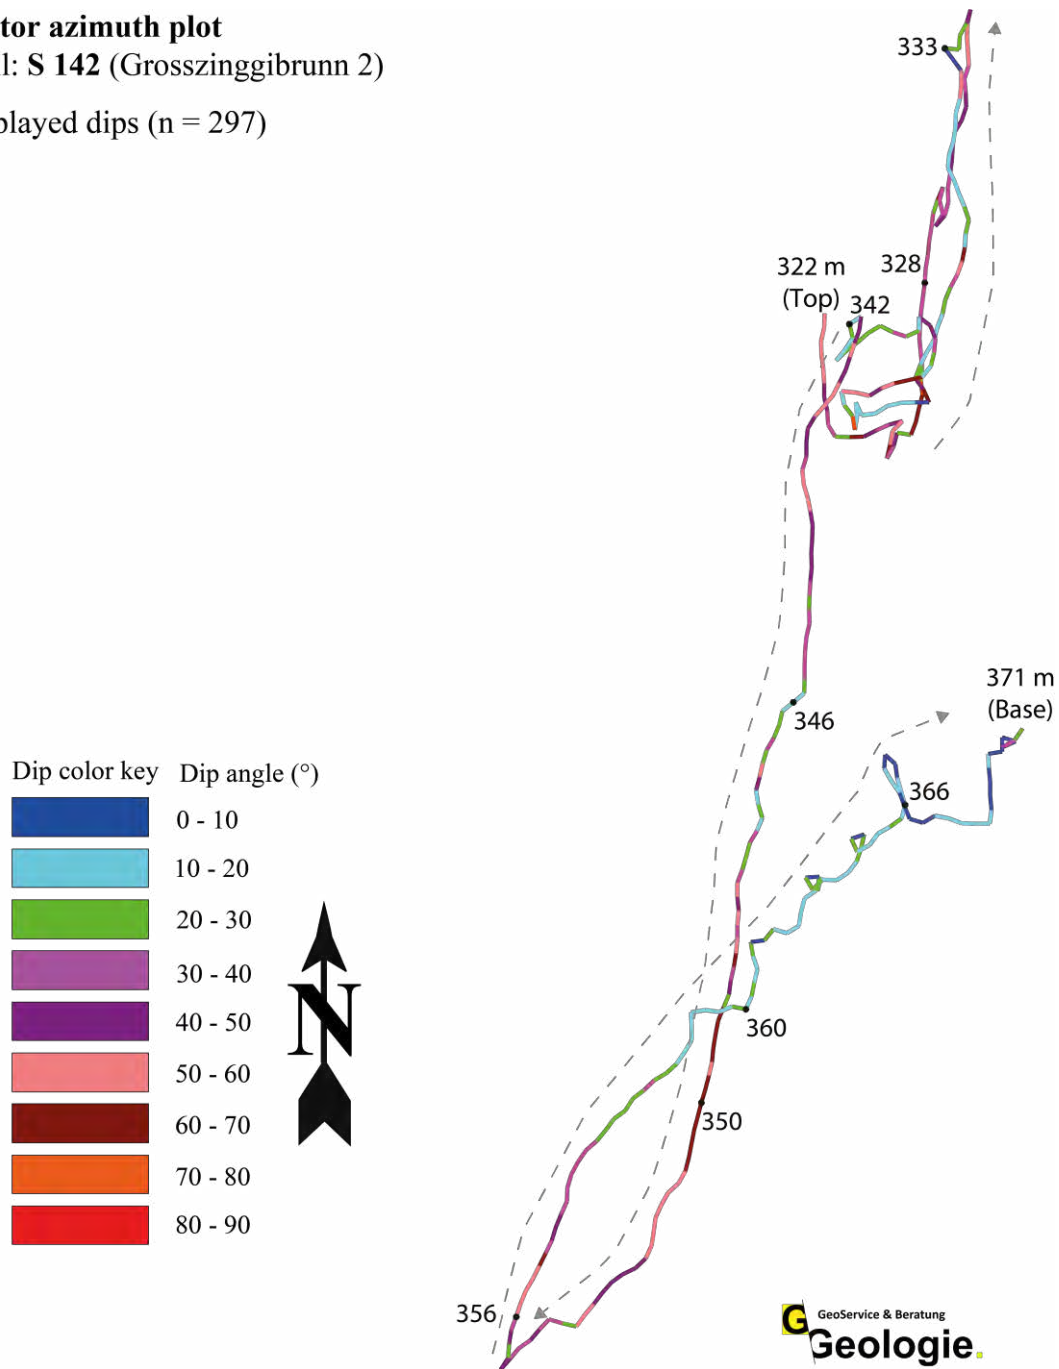 tor azimuth plot
l: S 142 (Grosszinggibrunn 2)
played dips (n = 297)
333
328
322 m
(Top)
342
346
371 m
(Base)
366
360
350
356
Dip color key Dip angle (°)
0 - 10
10 - 20
20 - 30
30 - 40
40 - 50
50 - 60
60 - 70
70 - 80
80 - 90
N
G GeoService & Beratung
Geologie.